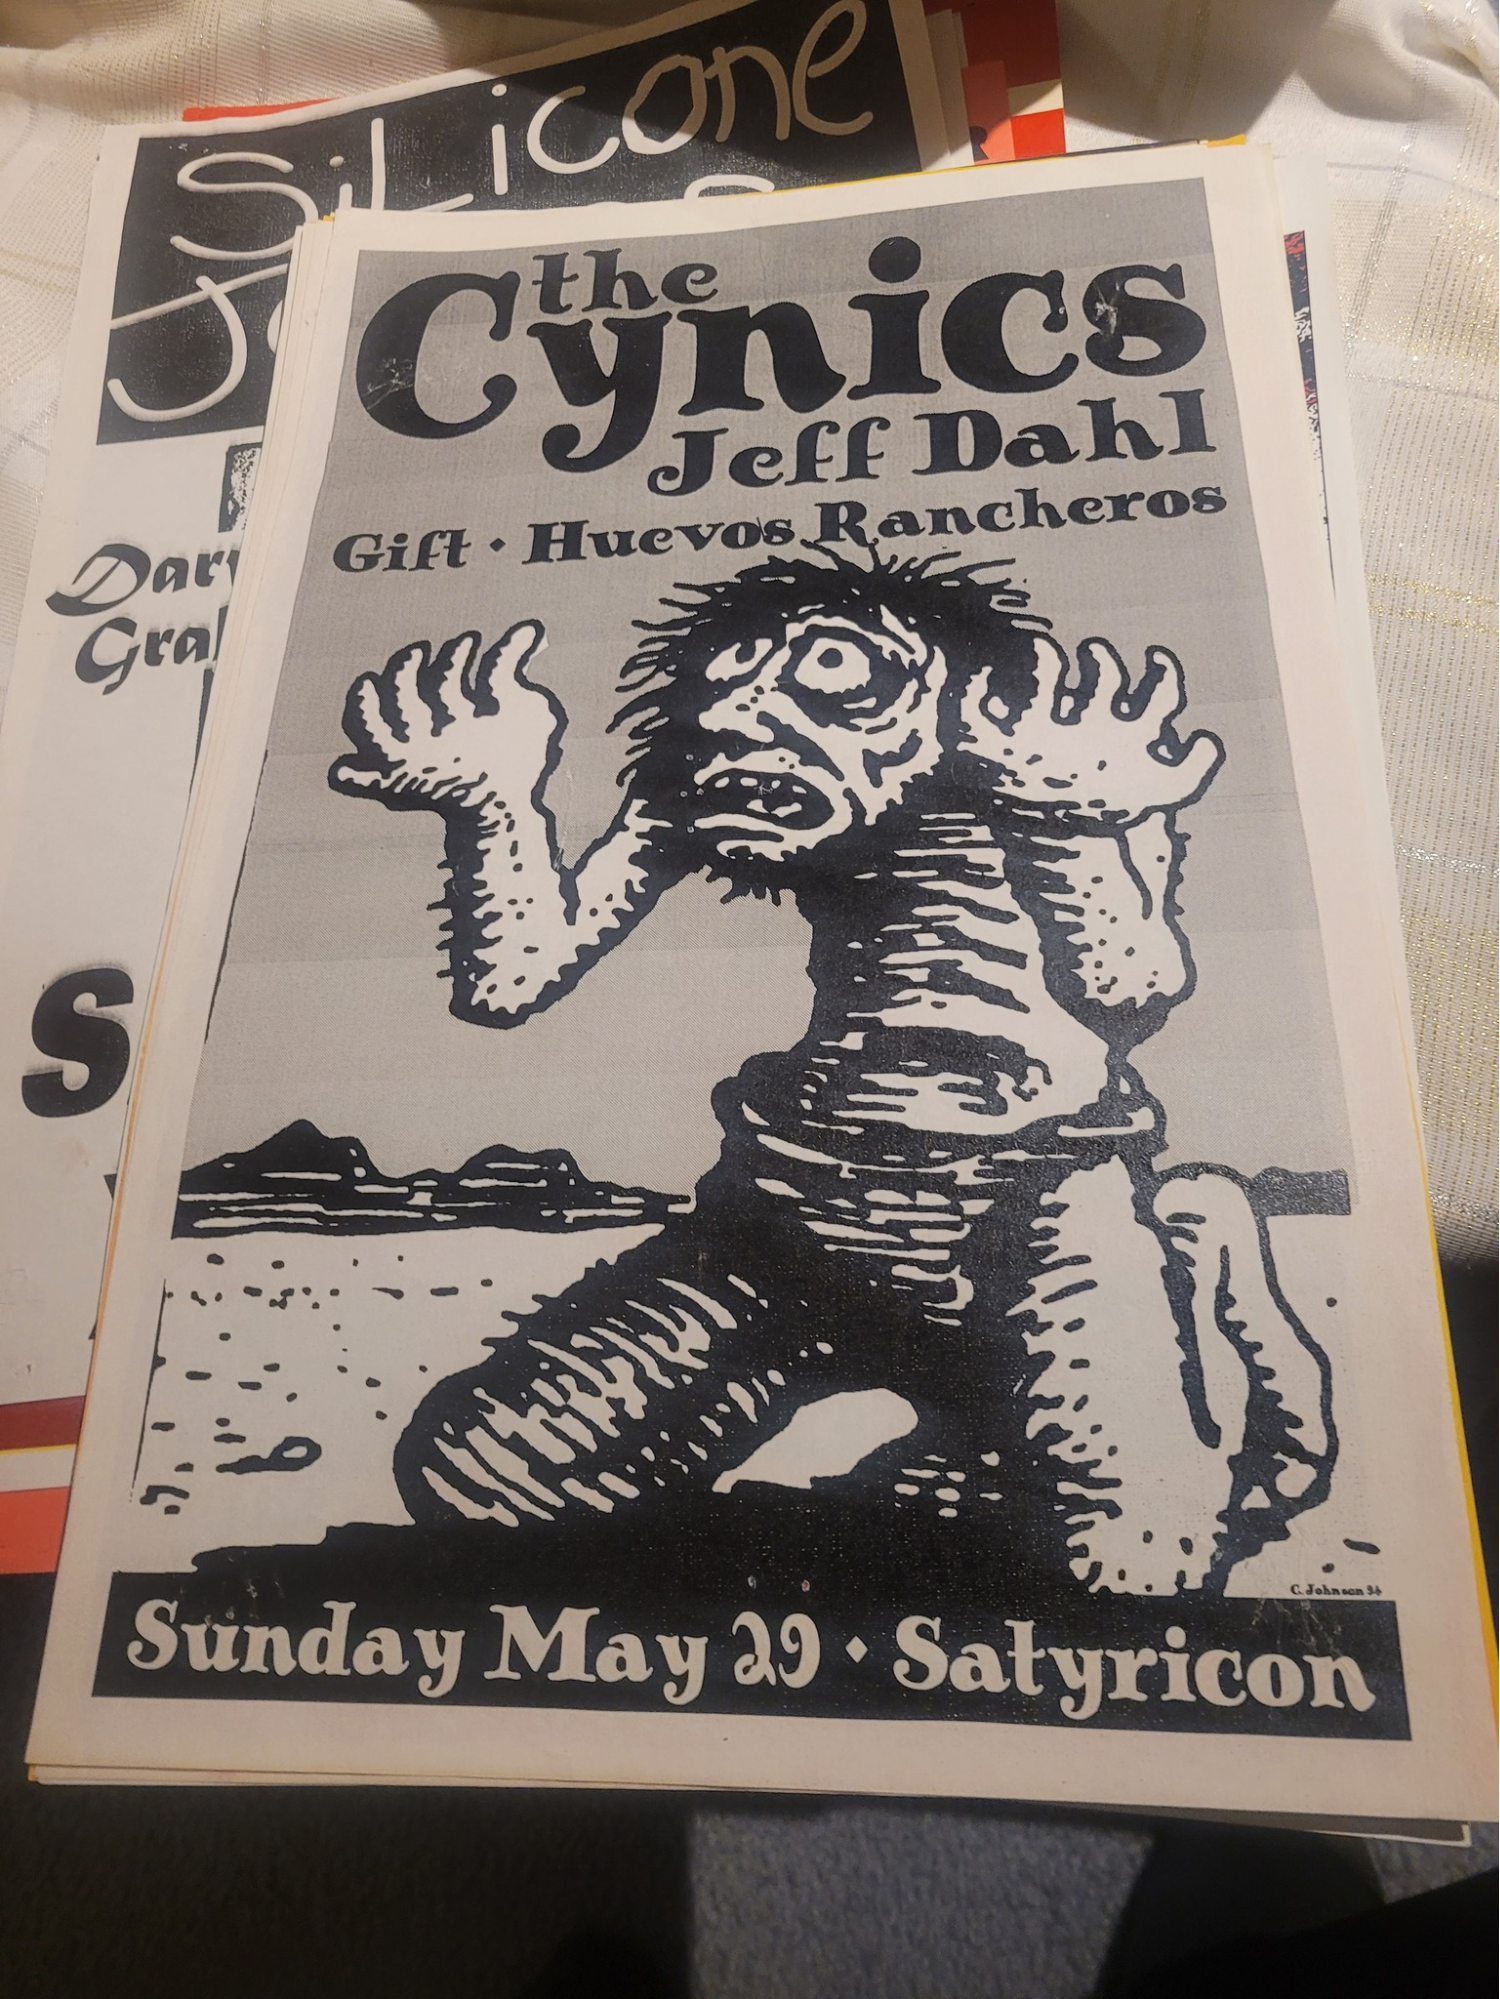 Silicone
the
Cynics
Jeff Dahl
Gift • Huevos Rancheros
C. Johnson 94
Sunday May 29 • Satyricon